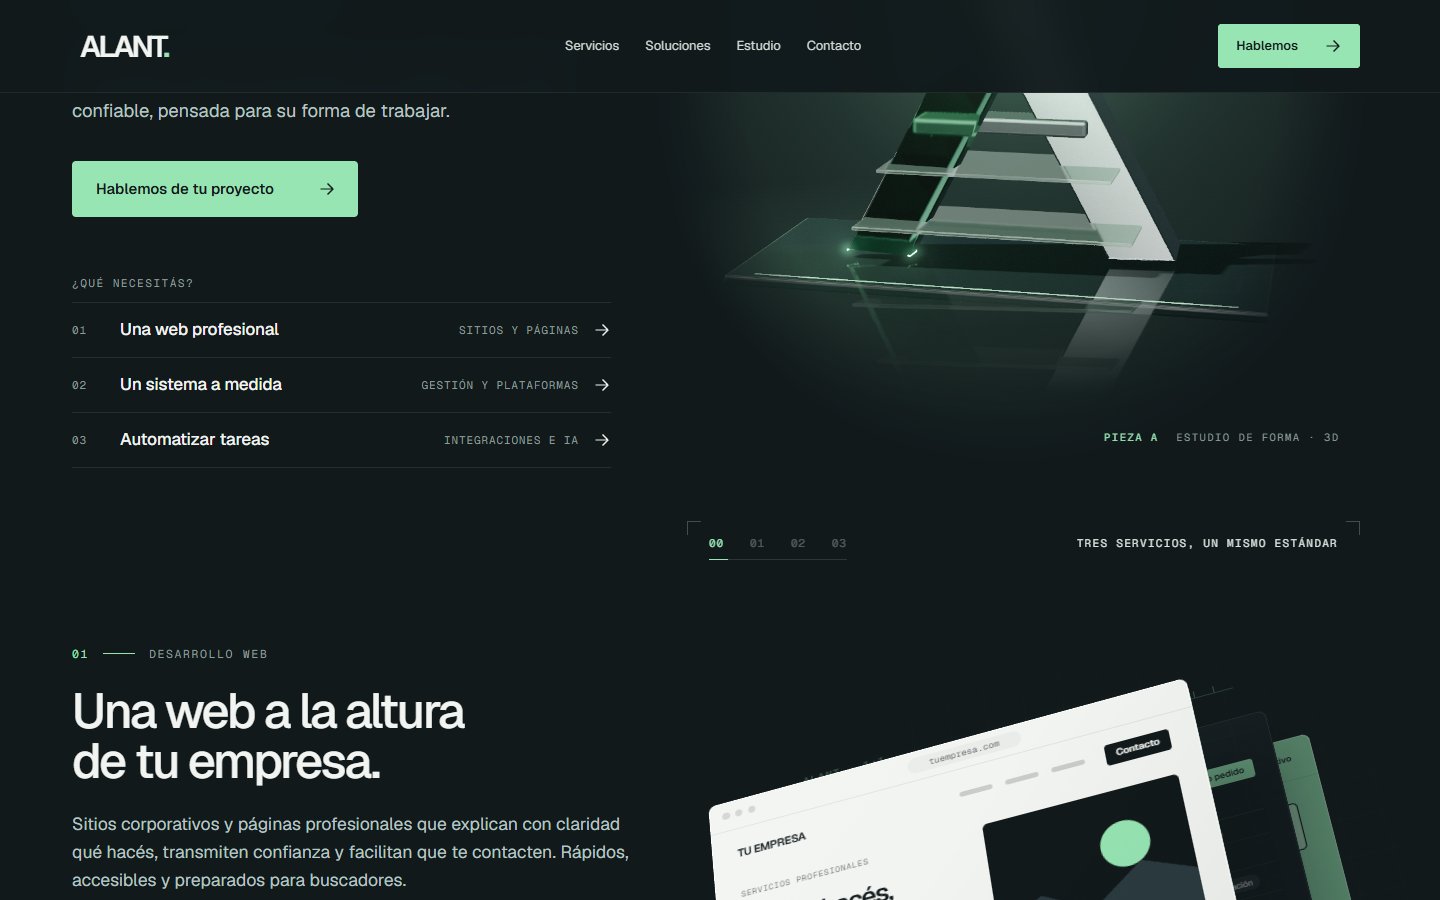 ALANT.
Servicios
Soluciones
Estudio
Contacto
Hablemos
confiable, pensada para su forma de trabajar.
Hablemos de tu proyecto
¿QUÉ NECESITÁS?
01 Una web profesional SITIOS Y PÁGINAS
02 Un sistema a medida GESTIÓN Y PLATAFORMAS
03 Automatizar tareas INTEGRACIONES E IA
PIEZA A ESTUDIO DE FORMA · 3D
00 01 02 03
TRES SERVICIOS, UN MISMO ESTÁNDAR
01 DESARROLLO WEB
Una web a la altura
de tu empresa.
Sitios corporativos y páginas profesionales que explican con claridad
qué hacés, transmiten confianza y facilitan que te contacten. Rápidos,
accesibles y preparados para buscadores.
tuempresa.com
Contacto
TU EMPRESA
SERVICIOS PROFESIONALES
pedido